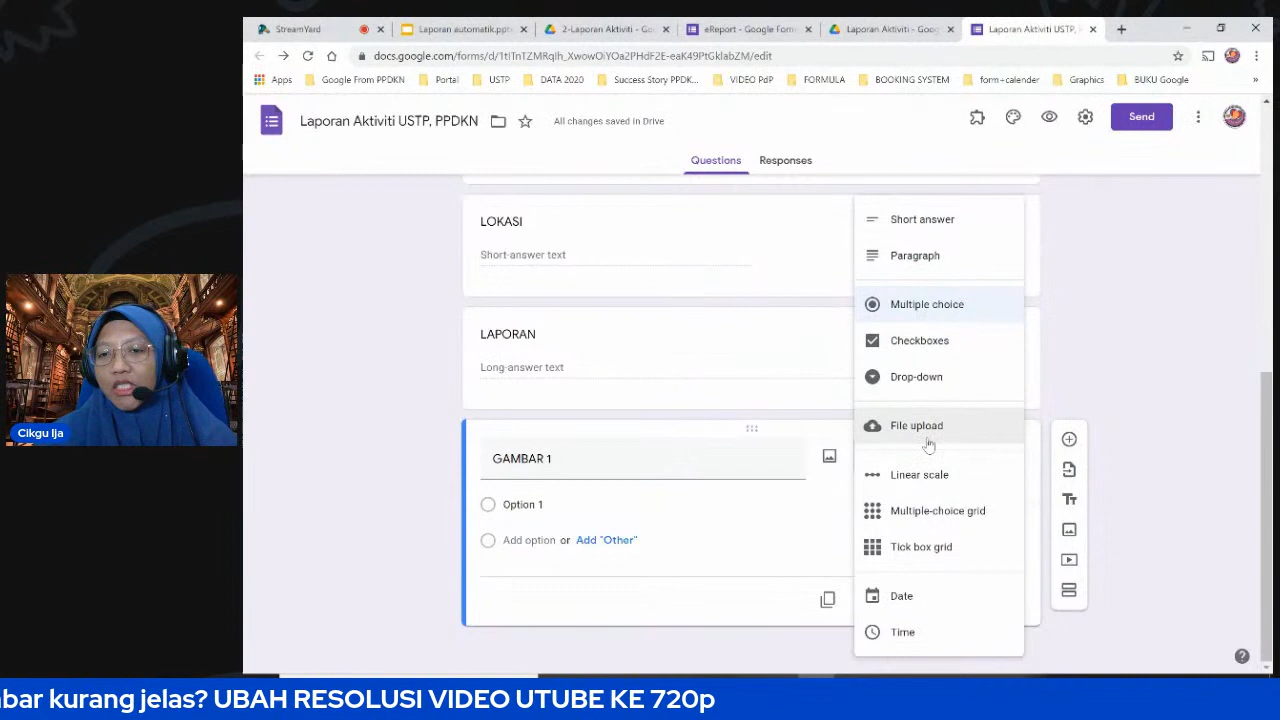 StreamYard
Laporan automatik.ppt
2-Laporan Aktiviti - Goo
eReport - Google Form
Laporan Aktiviti - Goo
Laporan Aktiviti USTP,
docs.google.com/forms/d/
/edit
Apps
Google From PPDKN
Portal
USTP
DATA 2020
Success Story PPDK...
VIDEO PdP
FORMULA
BOOKING SYSTEM
form+calender
Graphics
BUKU Google
»
Laporan Aktiviti USTP, PPDKN
All changes saved in Drive
Send
Questions
Responses
LOKASI
Short-answer text
LAPORAN
Long-answer text
GAMBAR 1
Option 1
Add option or Add "Other"
Short answer
Paragraph
Multiple choice
Checkboxes
Drop-down
File upload
Linear scale
Multiple-choice grid
Tick box grid
Date
Time
Cikgu Ija
bar kurang jelas? UBAH RESOLUSI VIDEO UTUBE KE 720p